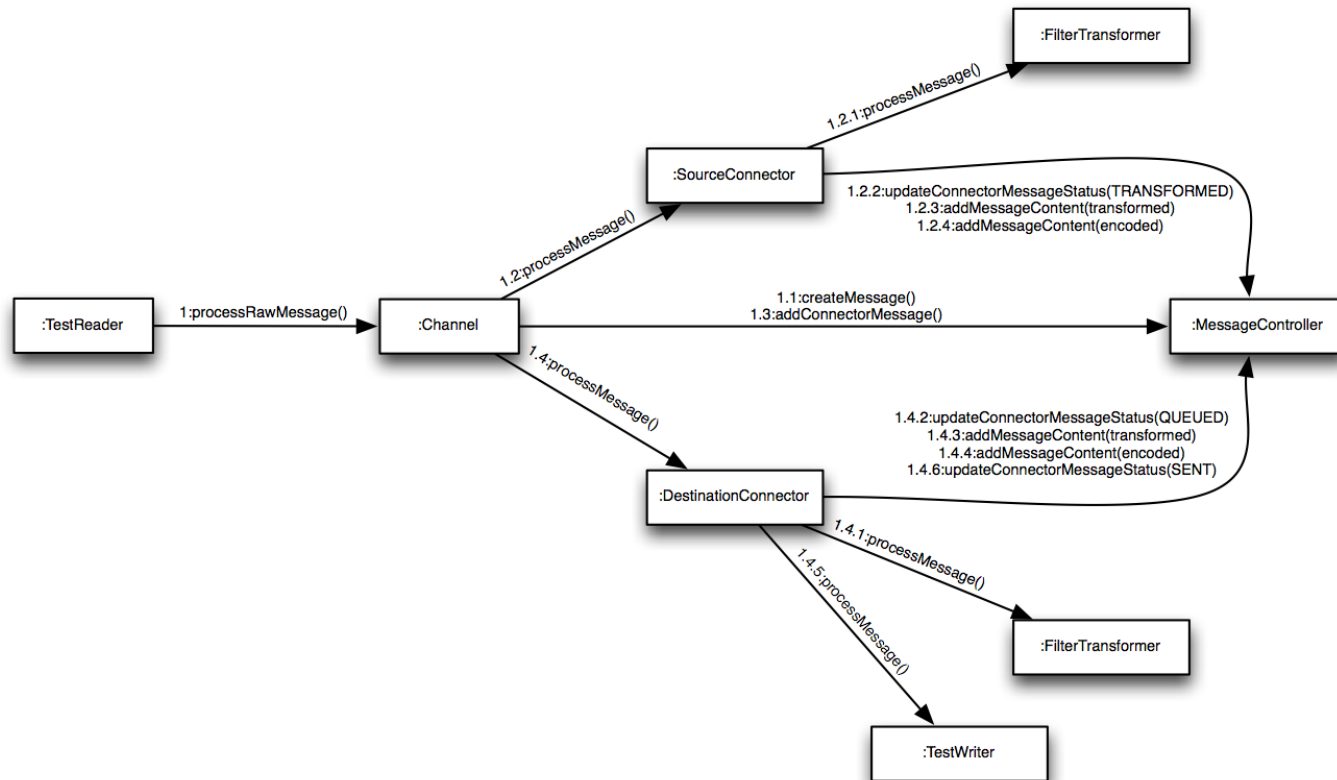 :FilterTransformer
1.2.1:processMessage()
:SourceConnector
1.2.2:updateConnectorMessageStatus(TRANSFORMED)
1.2.3:addMessageContent(transformed)
1.2.4:addMessageContent(encoded)
1.2:processMessage()
:TestReader
1:processRawMessage()
:Channel
1.1:createMessage()
1.3:addConnectorMessage()
:MessageController
1.4:processMessage()
1.4.2:updateConnectorMessageStatus(QUEUED)
1.4.3:addMessageContent(transformed)
1.4.4:addMessageContent(encoded)
1.4.6:updateConnectorMessageStatus(SENT)
:DestinationConnector
1.4.1:processMessage()
1.4.5:processMessage()
:FilterTransformer
:TestWriter